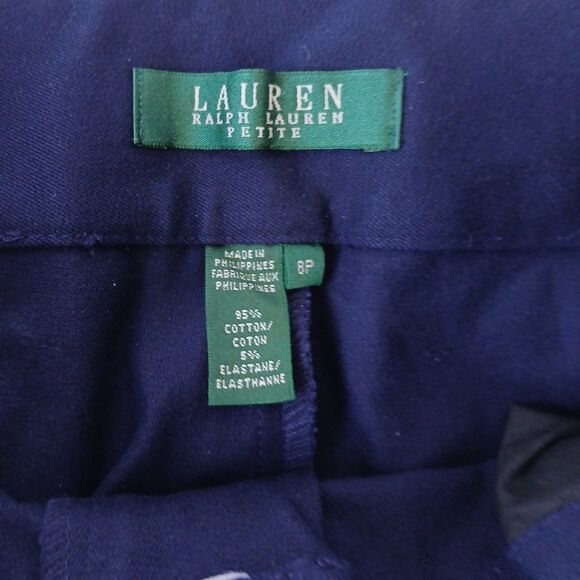 LAUREN
RALPH LAUREN
PETITE
MADE IN
PHILIPPINES
FABRIQUE AUX
PHILIPPINES
8P
95%
COTTON/
COTON
5%
ELASTANE/
ELASTHANNE